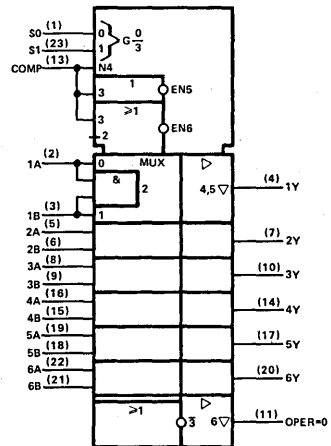 (1)
S0 0
(23) G 0/3
S1 1
(13)
COMP N4
1
3 EN5
≥1
3 EN6
2
(2) MUX ▷
1A 0 (4)
& 2 4,5 ▽ 1Y
(3)
1B 1
(5)
2A (7)
(6) 2Y
2B
(8)
3A (10)
(9) 3Y
3B
(16)
4A (14)
(15) 4Y
4B
(19)
5A (17)
(18) 5Y
5B
(22)
6A (20)
(21) 6Y
6B
≥1 ▷
3 6 ▽ (11) OPER=0